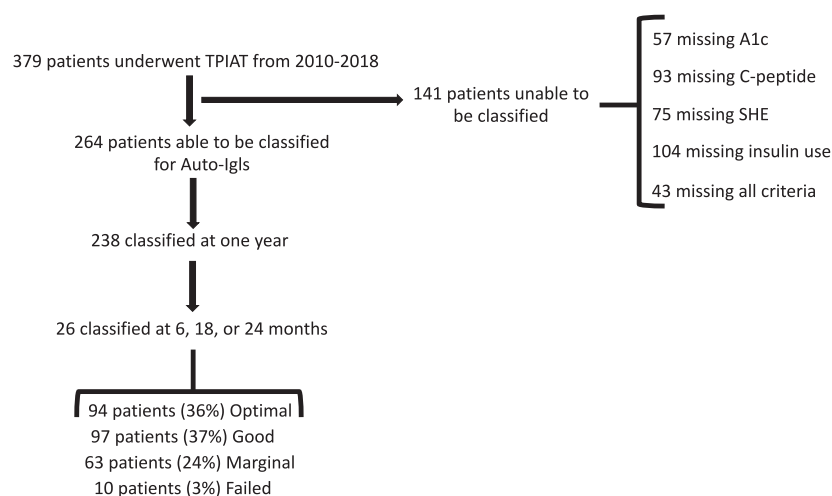 379 patients underwent TPIAT from 2010-2018
141 patients unable to
be classified
57 missing A1c
93 missing C-peptide
75 missing SHE
104 missing insulin use
43 missing all criteria
264 patients able to be classified
for Auto-Igls
238 classified at one year
26 classified at 6, 18, or 24 months
94 patients (36%) Optimal
97 patients (37%) Good
63 patients (24%) Marginal
10 patients (3%) Failed